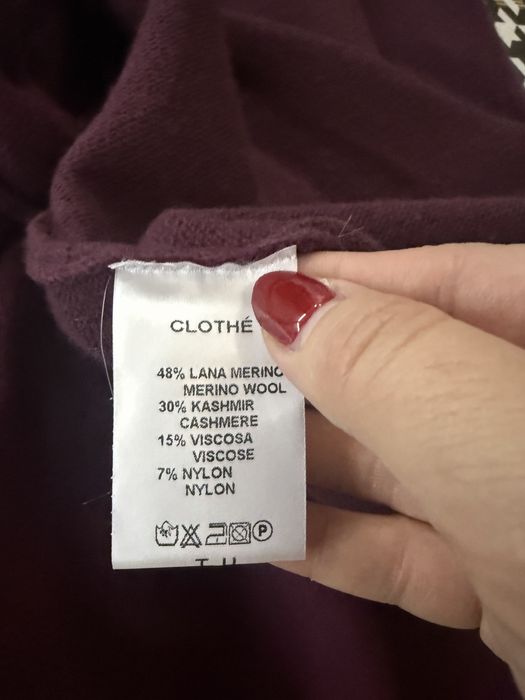 CLOTHÉ
48% LANA MERINO
MERINO WOOL
30% KASHMIR
CASHMERE
15% VISCOSA
VISCOSE
7% NYLON
NYLON
P